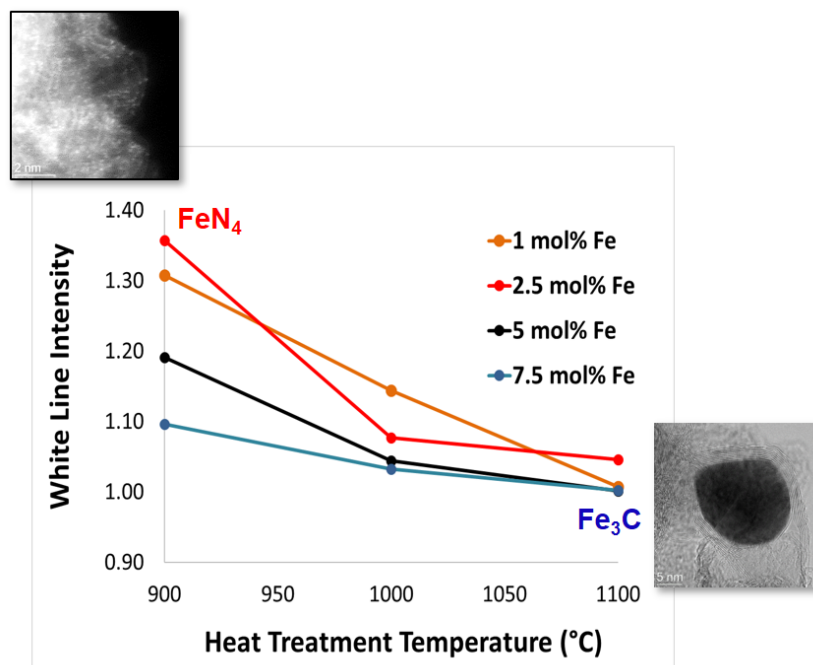 2 nm
1.40
FeN4
1 mol% Fe
1.30
2.5 mol% Fe
1.20
5 mol% Fe
7.5 mol% Fe
1.10
1.00
Fe3C
0.90
5 nm
900
950
1000
1050
1100
White Line Intensity
Heat Treatment Temperature (°C)